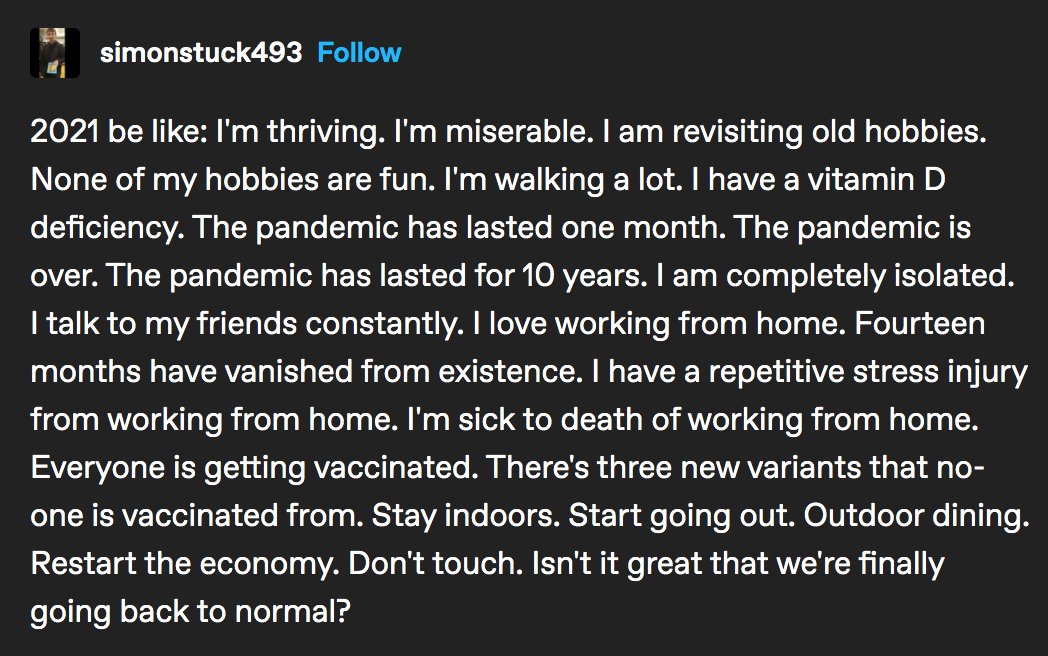 simonstuck493 Follow
2021 be like: I'm thriving. I'm miserable. I am revisiting old hobbies.
None of my hobbies are fun. I'm walking a lot. I have a vitamin D
deficiency. The pandemic has lasted one month. The pandemic is
over. The pandemic has lasted for 10 years. I am completely isolated.
I talk to my friends constantly. I love working from home. Fourteen
months have vanished from existence. I have a repetitive stress injury
from working from home. I'm sick to death of working from home.
Everyone is getting vaccinated. There's three new variants that no-
one is vaccinated from. Stay indoors. Start going out. Outdoor dining.
Restart the economy. Don't touch. Isn't it great that we're finally
going back to normal?